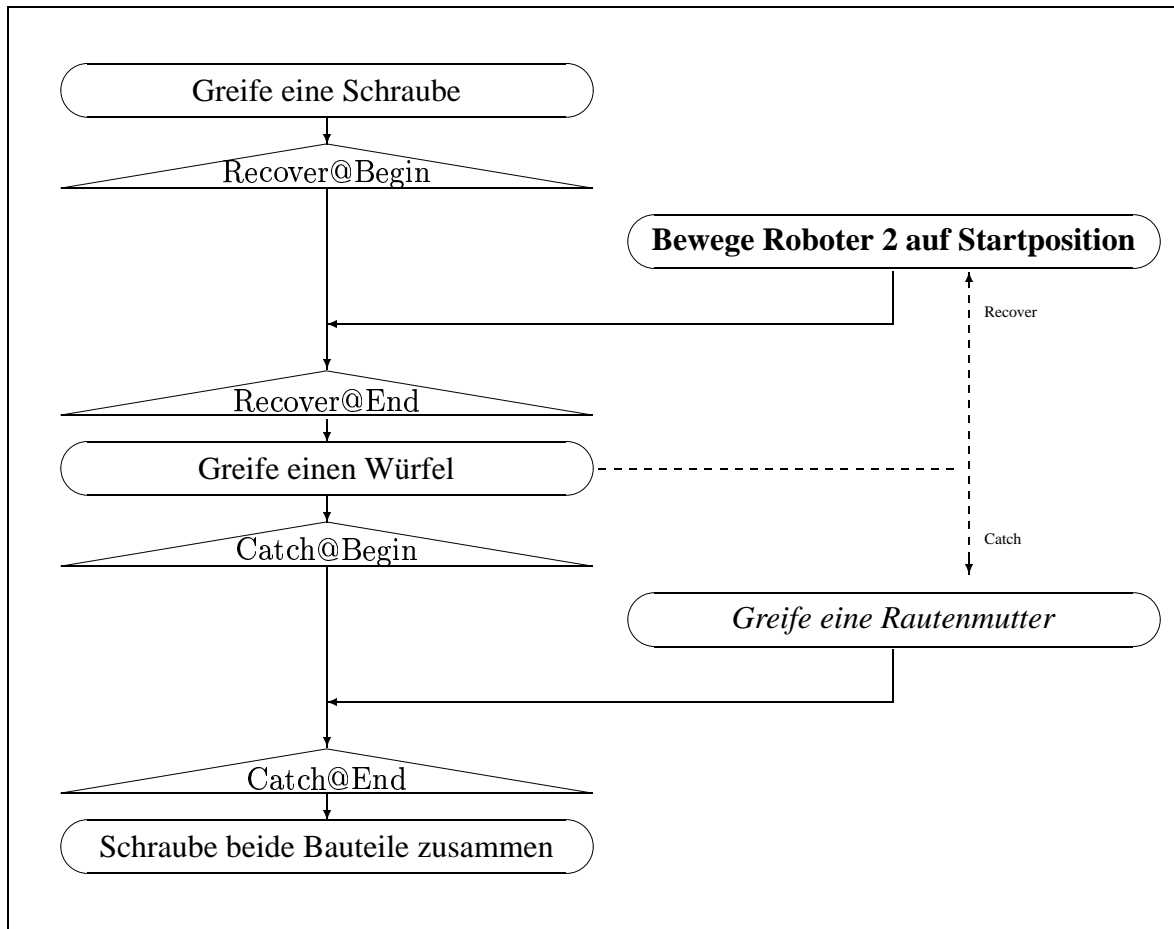 Greife eine Schraube
Recover@Begin
Bewege Roboter 2 auf Startposition
Recover
Recover@End
Greife einen Würfel
Catch@Begin
Catch
Greife eine Rautenmutter
Catch@End
Schraube beide Bauteile zusammen